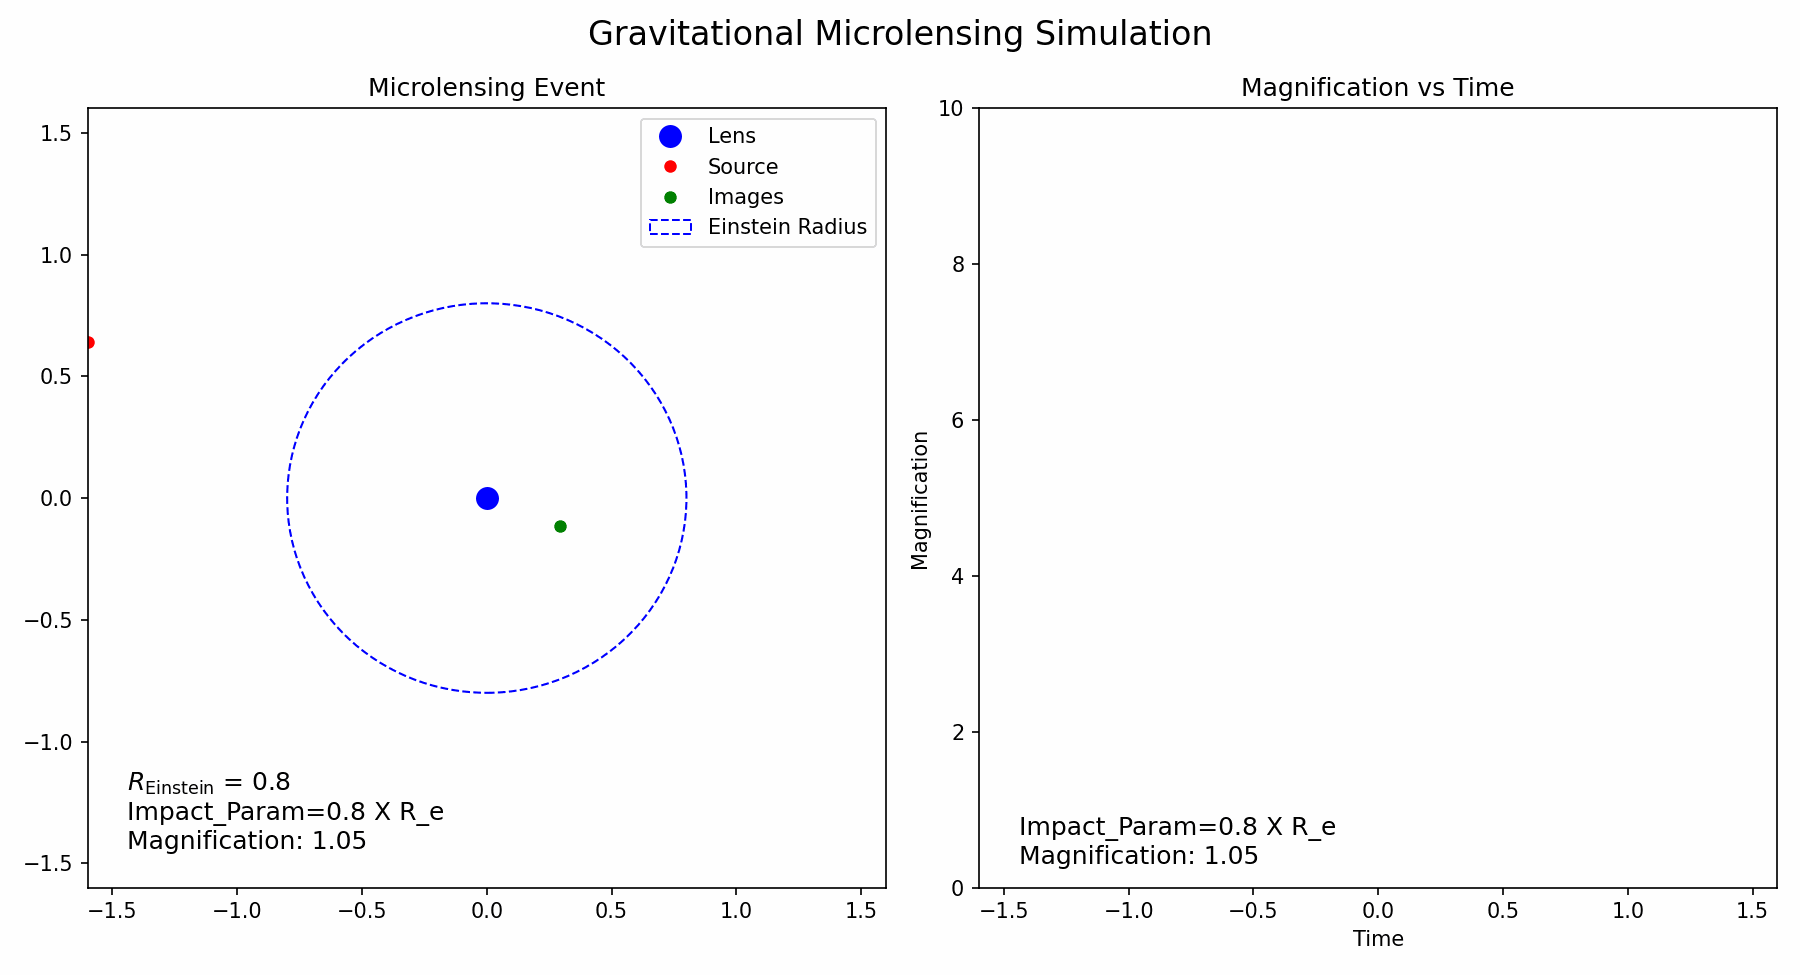 Gravitational Microlensing Simulation
Microlensing Event
Lens
Source
Images
Einstein Radius
1.5
1.0
0.5
0.0
−0.5
−1.0
−1.5
R_Einstein = 0.8
Impact_Param=0.8 X R_e
Magnification: 1.05
−1.5 −1.0 −0.5 0.0 0.5 1.0 1.5
Magnification vs Time
10
8
6
4
2
0
Magnification
Impact_Param=0.8 X R_e
Magnification: 1.05
−1.5 −1.0 −0.5 0.0 0.5 1.0 1.5
Time